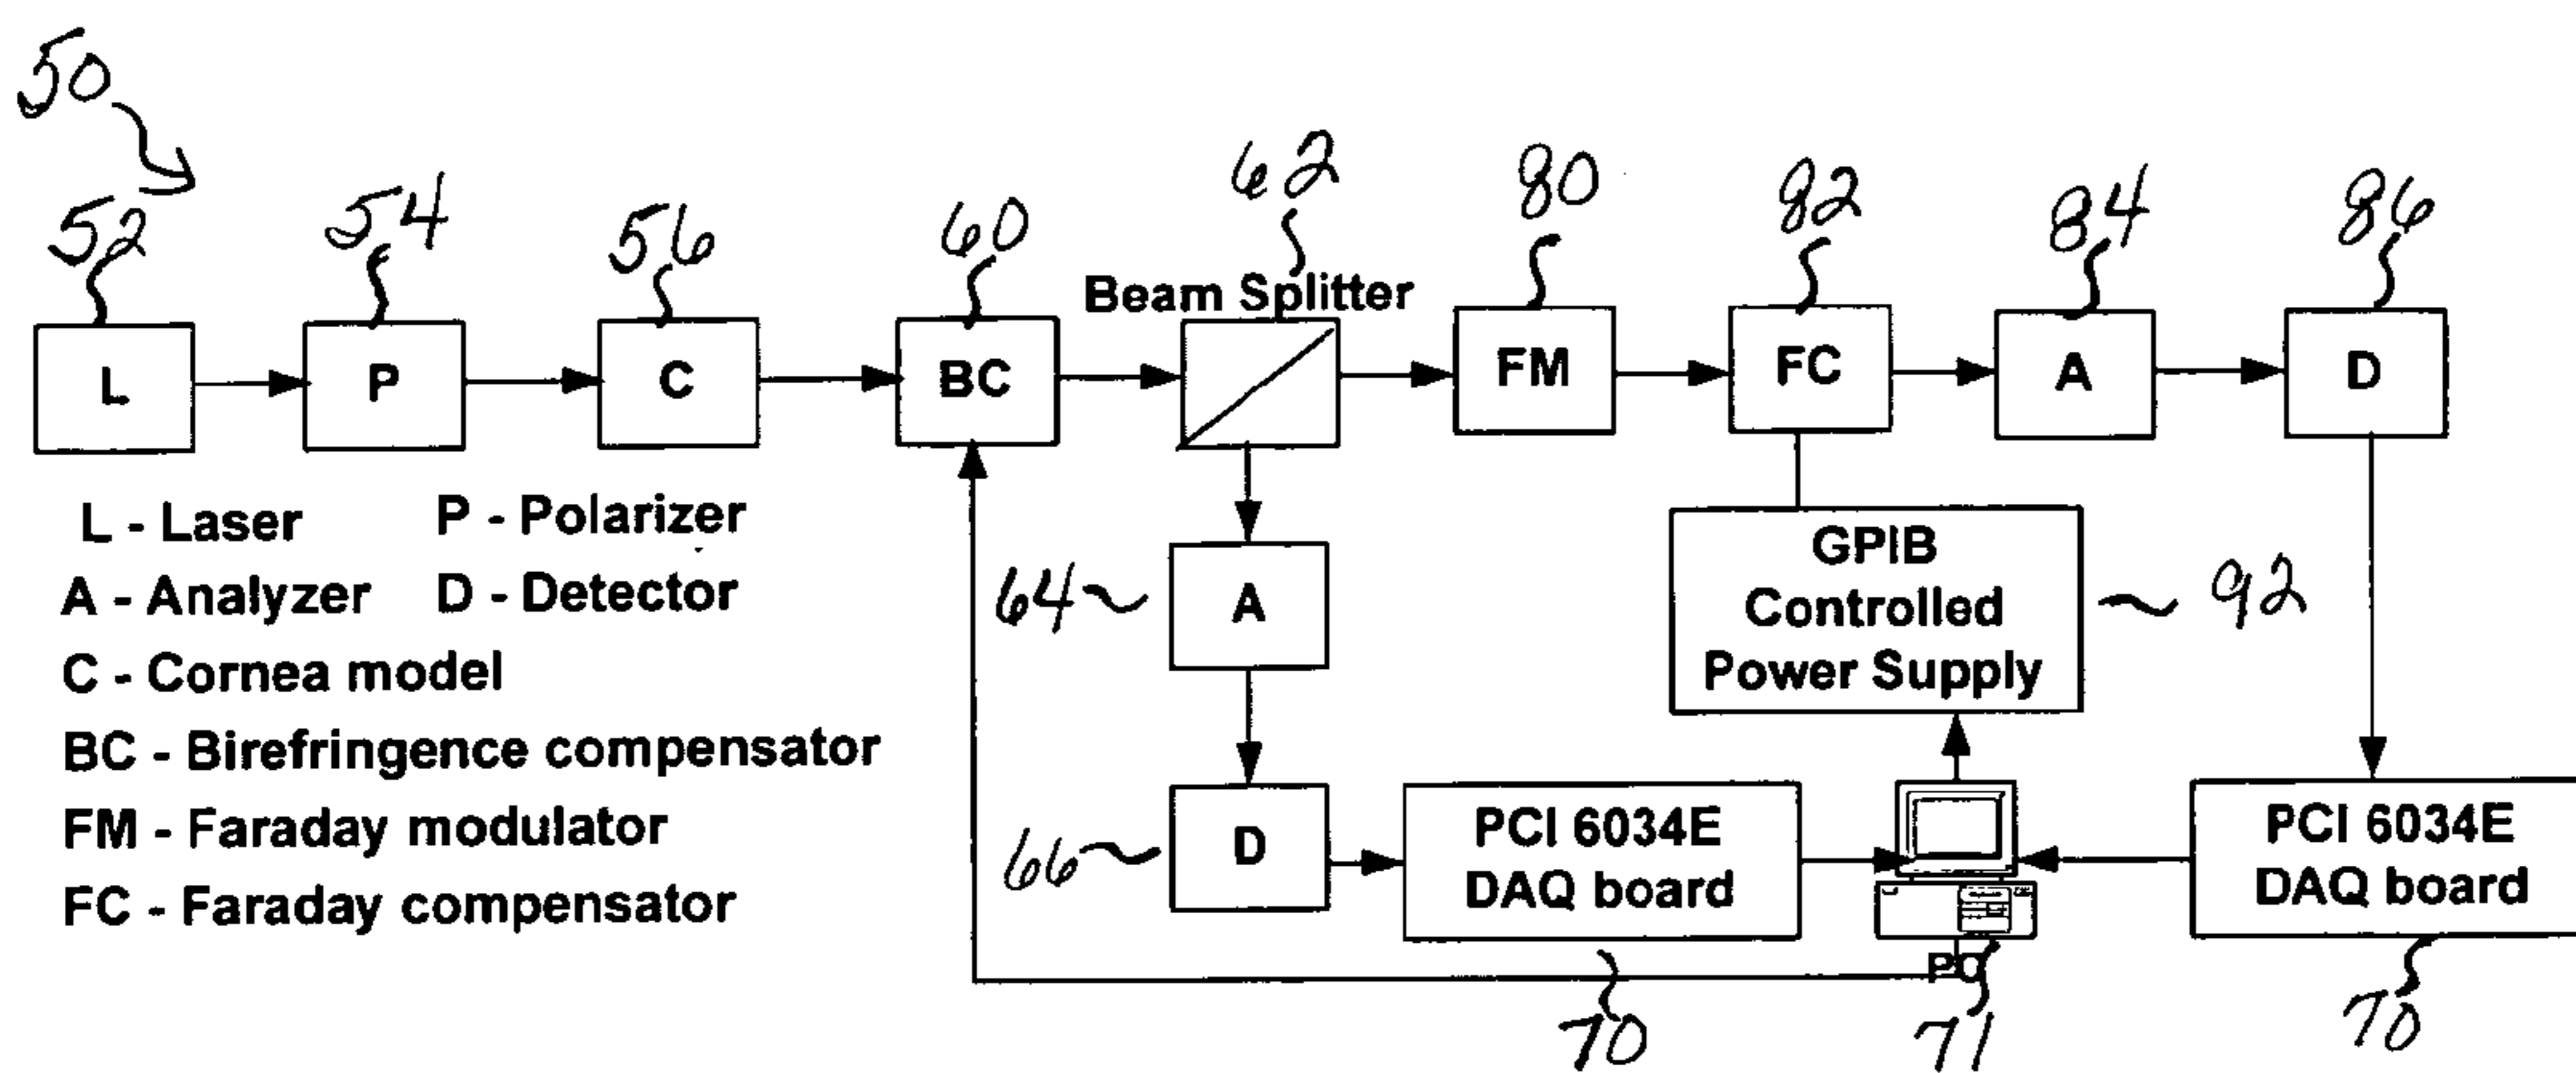 50
52
54
56
60
62
80
82
84
86
Beam Splitter
L
P
C
BC
FM
FC
A
D
L - Laser P - Polarizer
A - Analyzer D - Detector
C - Cornea model
BC - Birefringence compensator
FM - Faraday modulator
FC - Faraday compensator
64
A
66
D
GPIB
Controlled
Power Supply
92
PCI 6034E
DAQ board
70
PC
71
PCI 6034E
DAQ board
70